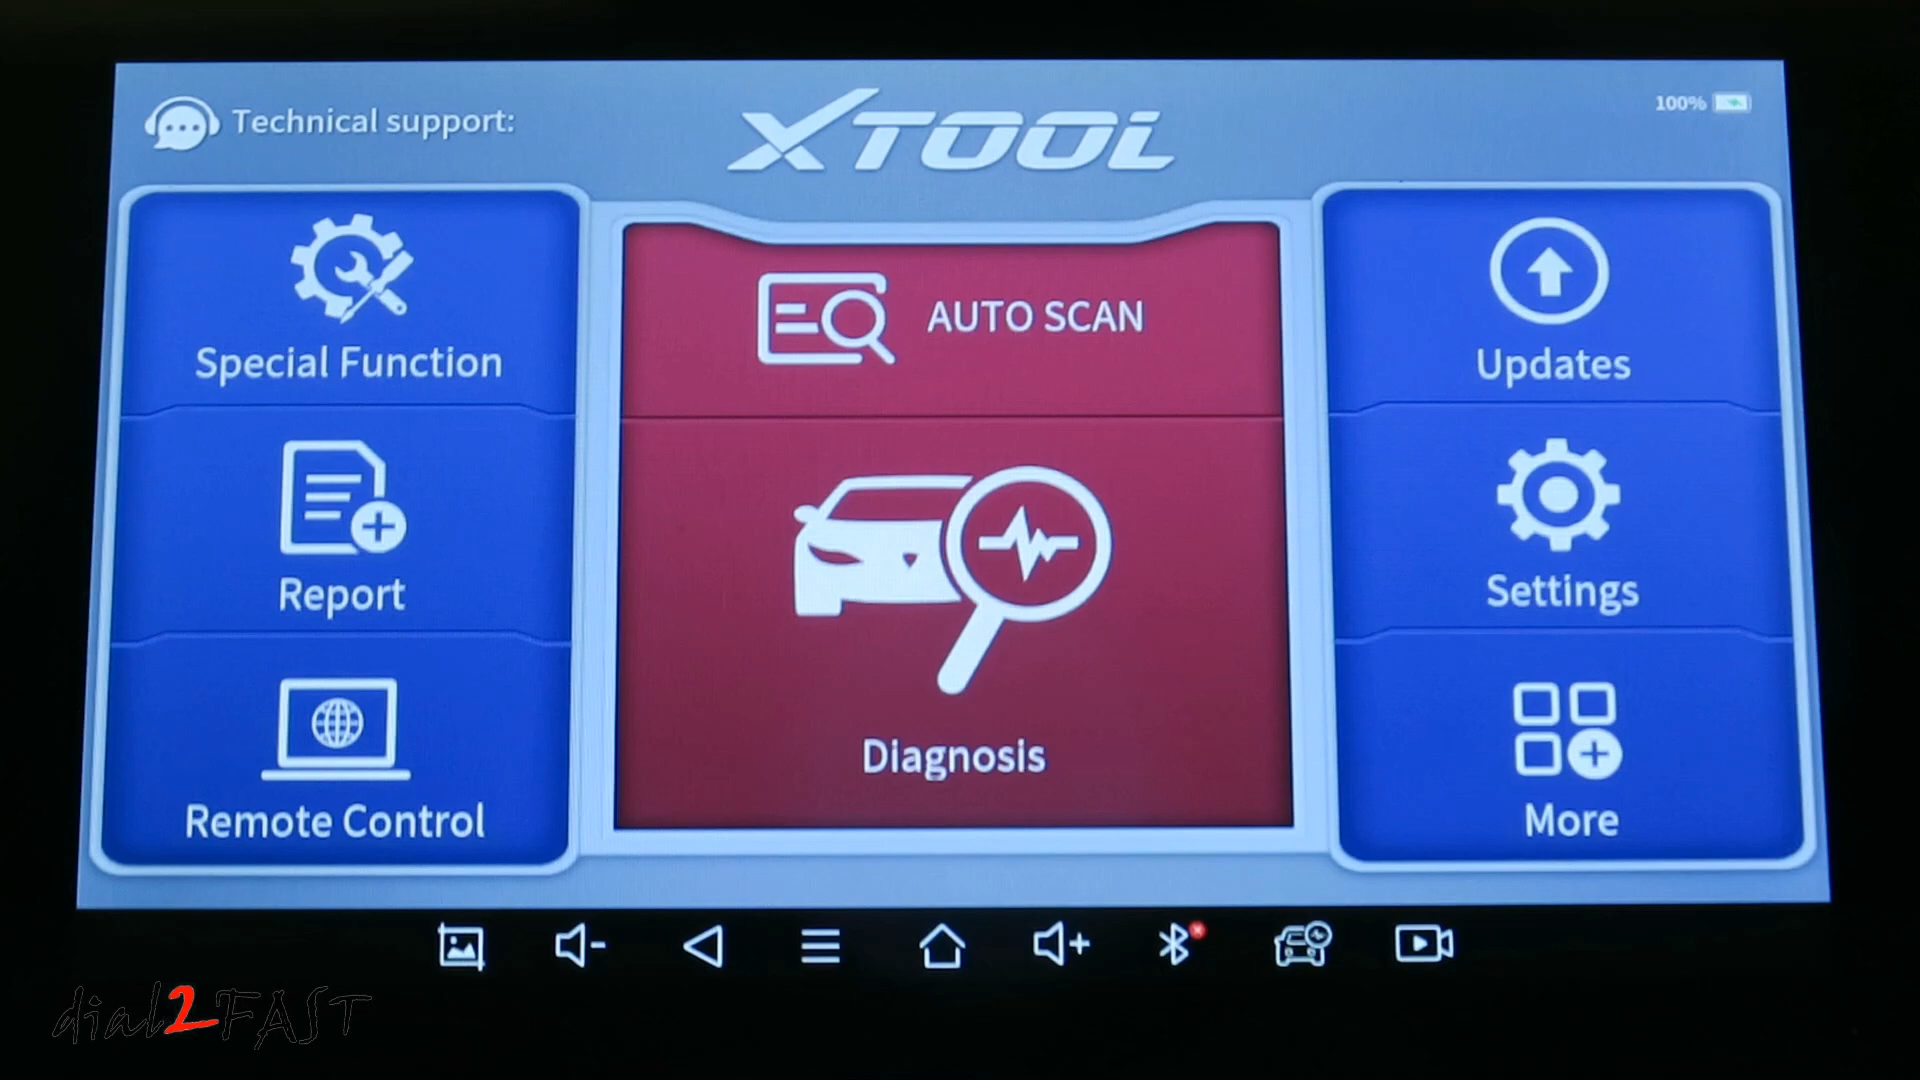 Technical support:
XTOOL
100%
Special Function
AUTO SCAN
Updates
Report
Settings
Diagnosis
Remote Control
More
dial2FAST